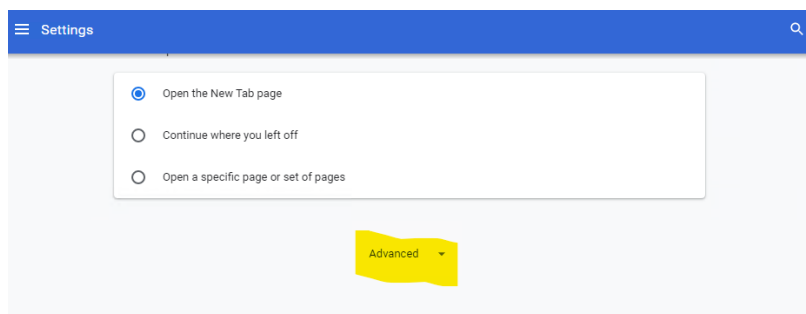 Settings
Open the New Tab page
Continue where you left off
Open a specific page or set of pages
Advanced